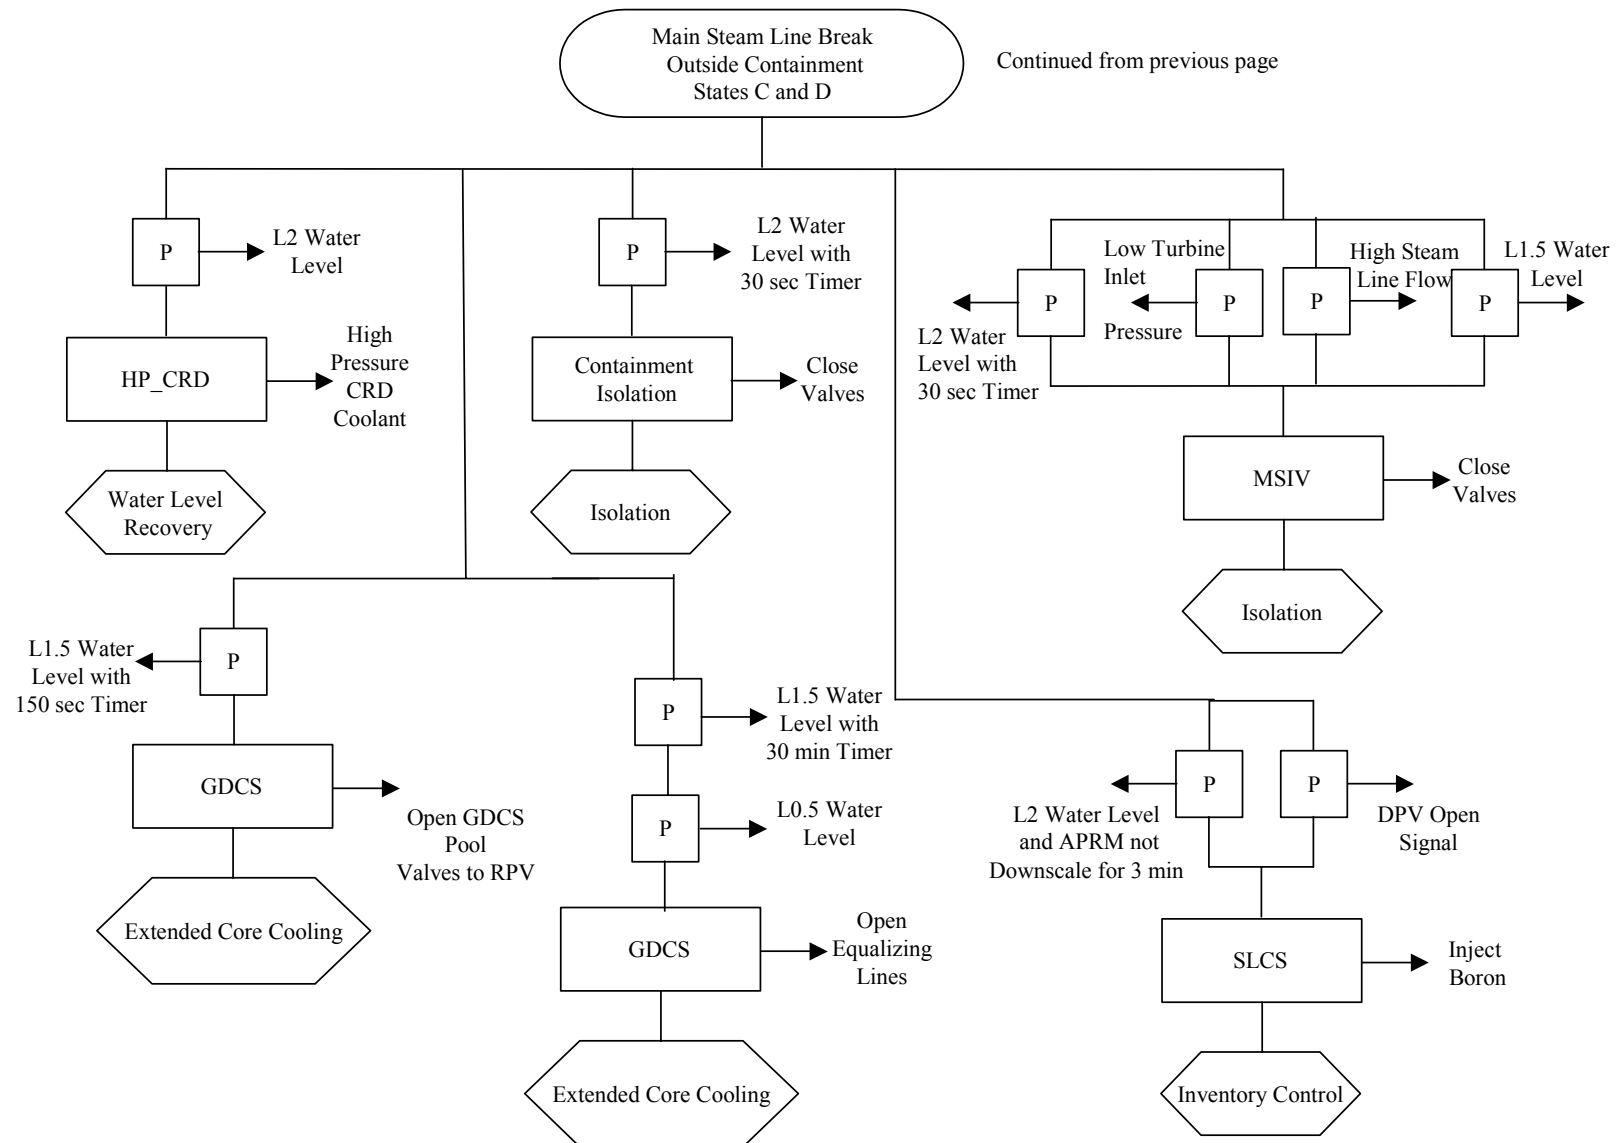 Main Steam Line Break
Outside Containment
States C and D
Continued from previous page
P
L2 Water
Level
HP_CRD
High
Pressure
CRD
Coolant
Water Level
Recovery
P
L2 Water
Level with
30 sec Timer
Containment
Isolation
Close
Valves
Isolation
P
L2 Water
Level with
30 sec Timer
Low Turbine
Inlet
Pressure
P
P
High Steam
Line Flow
P
L1.5 Water
Level
MSIV
Close
Valves
Isolation
L1.5 Water
Level with
150 sec Timer
P
GDCS
Open GDCS
Pool
Valves to RPV
Extended Core Cooling
P
L1.5 Water
Level with
30 min Timer
P
L0.5 Water
Level
GDCS
Open
Equalizing
Lines
Extended Core Cooling
P
L2 Water Level
and APRM not
Downscale for 3 min
P
DPV Open
Signal
SLCS
Inject
Boron
Inventory Control